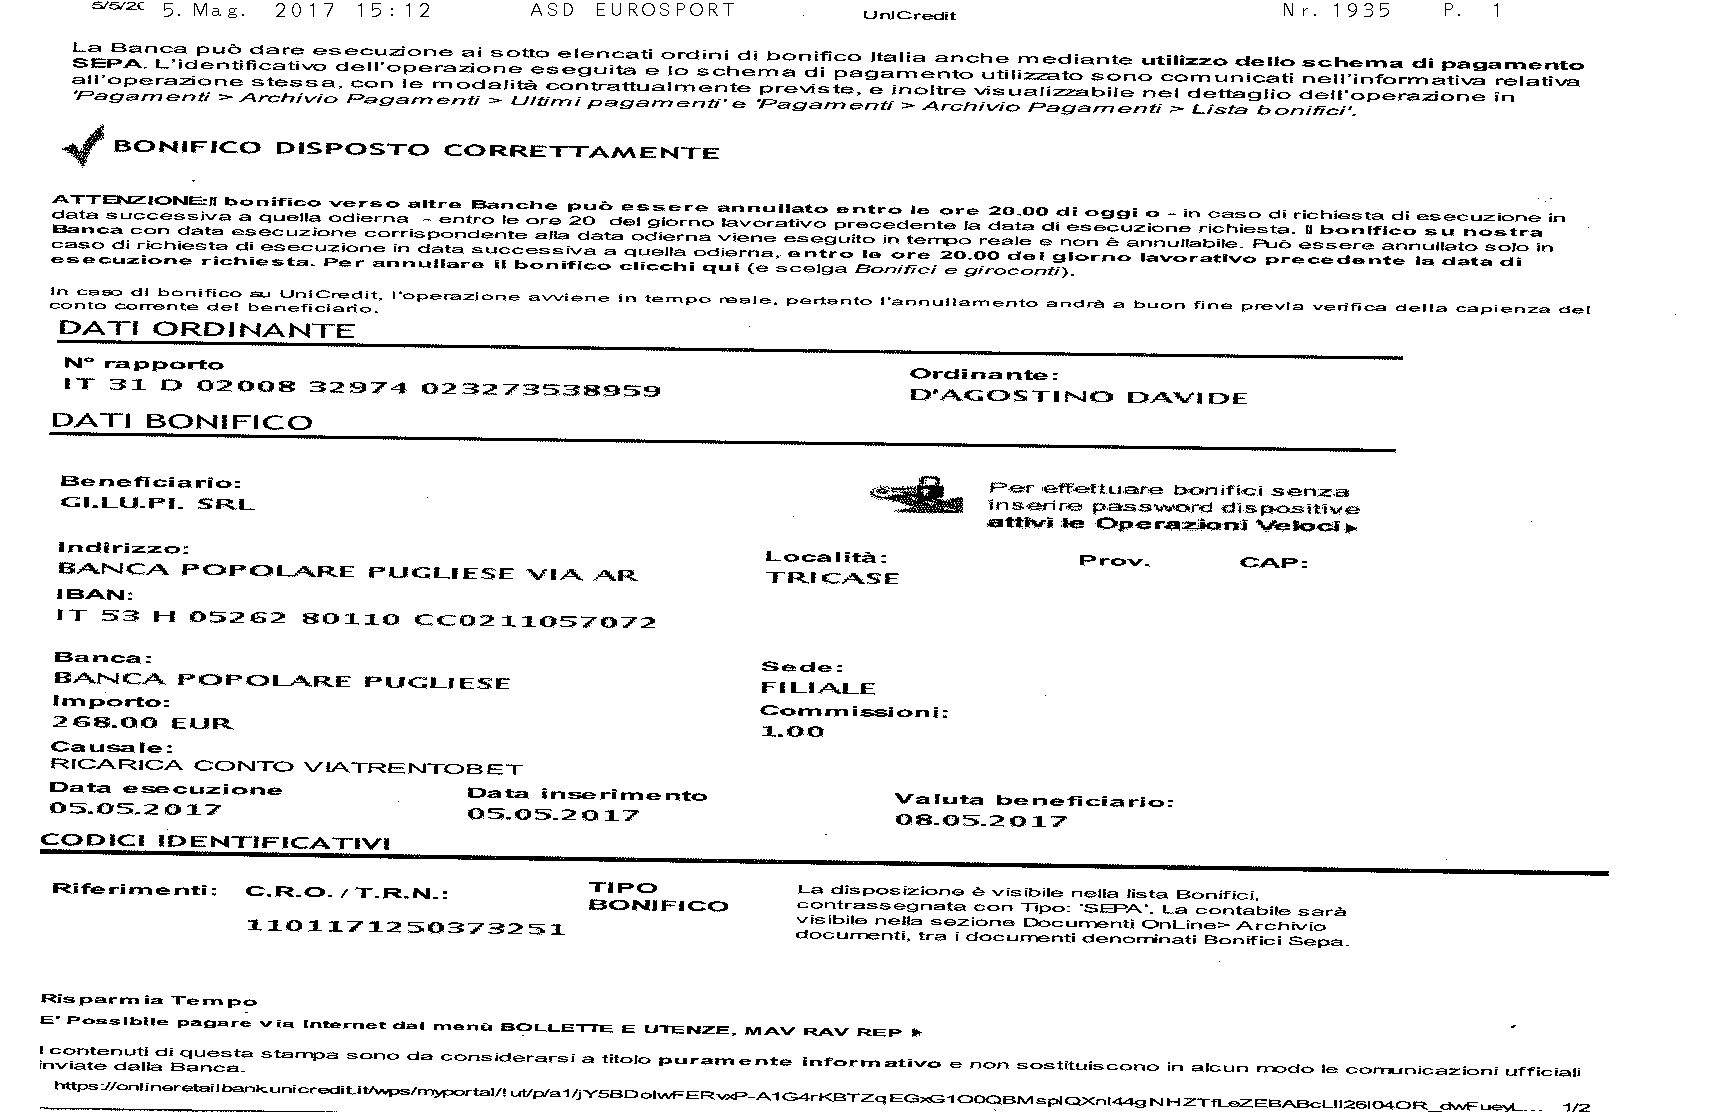 5. Mag. 2017 15:12 ASD EUROSPORT UniCredit Nr. 1935 P. 1
La Banca può dare esecuzione ai sotto elencati ordini di bonifico Italia anche mediante utilizzo dello schema di pagamento
SEPA. L'identificativo dell'operazione eseguita e lo schema di pagamento utilizzato sono comunicati nell'informativa relativa
all'operazione stessa, con le modalità contrattualmente previste, e inoltre visualizzabile nel dettaglio dell'operazione in
'Pagamenti > Archivio Pagamenti > Ultimi pagamenti' e 'Pagamenti > Archivio Pagamenti > Lista bonifici'.
BONIFICO DISPOSTO CORRETTAMENTE
ATTENZIONE:Il bonifico verso altre Banche può essere annullato entro le ore 20.00 di oggi o - in caso di richiesta di esecuzione in
data successiva a quella odierna - entro le ore 20 del giorno lavorativo precedente la data di esecuzione richiesta. Il bonifico su nostra
Banca con data esecuzione corrispondente alla data odierna viene eseguito in tempo reale e non è annullabile. Può essere annullato solo in
caso di richiesta di esecuzione in data successiva a quella odierna, entro le ore 20.00 del giorno lavorativo precedente la data di
esecuzione richiesta. Per annullare il bonifico clicchi qui (e scelga Bonifici e giroconti).
In caso di bonifico su UniCredit, l'operazione avviene in tempo reale, pertanto l'annullamento andrà a buon fine previa verifica della capienza del
conto corrente del beneficiario.
DATI ORDINANTE
N° rapporto Ordinante:
IT 31 D 02008 32974 023273538959 D'AGOSTINO DAVIDE
DATI BONIFICO
Beneficiario:
GI.LU.PI. SRL
Per effettuare bonifici senza
inserire password dispositive
attivi le Operazioni Veloci
Indirizzo: Località: Prov. CAP:
BANCA POPOLARE PUGLIESE VIA AR TRICASE
IBAN:
IT 53 H 05262 80110 CC0211057072
Banca: Sede:
BANCA POPOLARE PUGLIESE FILIALE
Importo: Commissioni:
268.00 EUR 1.00
Causale:
RICARICA CONTO VIATRENTOBET
Data esecuzione Data inserimento Valuta beneficiario:
05.05.2017 05.05.2017 08.05.2017
CODICI IDENTIFICATIVI
Riferimenti: C.R.O./T.R.N.: TIPO
BONIFICO
1101171250373251
La disposizione è visibile nella lista Bonifici,
contrassegnata con Tipo: 'SEPA'. La contabile sarà
visibile nella sezione Documenti OnLine> Archivio
documenti, tra i documenti denominati Bonifici Sepa.
Risparmia Tempo
E' Possibile pagare via Internet dal menù BOLLETTE E UTENZE, MAV RAV REP
I contenuti di questa stampa sono da considerarsi a titolo puramente informativo e non sostituiscono in alcun modo le comunicazioni ufficiali
inviate dalla Banca.
1/2